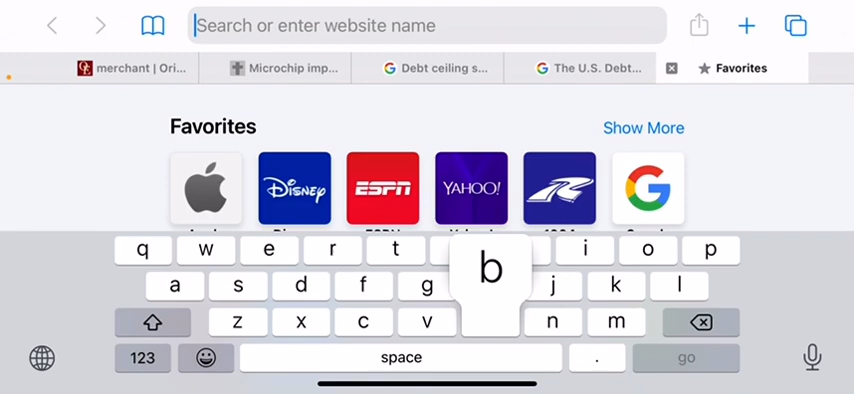 Search or enter website name
merchant | Ori... Microchip imp... Debt ceiling s... The U.S. Debt... Favorites
Favorites Show More
Disney ESPN YAHOO! G
q w e r t i o p
b
a s d f g j k l
z x c v n m
123 space . go